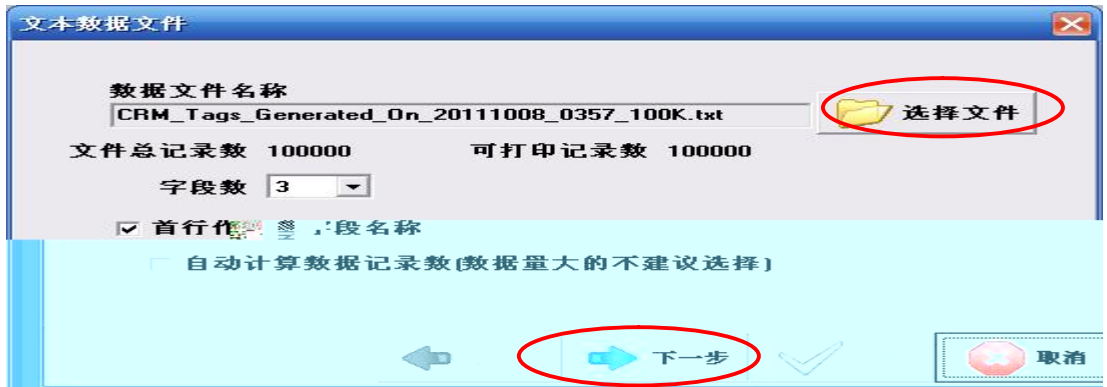 文本数据文件
数据文件名称
CRM_Tags_Generated_On_20111008_0357_100K.txt
选择文件
文件总记录数 100000 可打印记录数 100000
字段数 3
首行作 段名称
自动计算数据记录数(数据量大的不建议选择)
下一步
取消